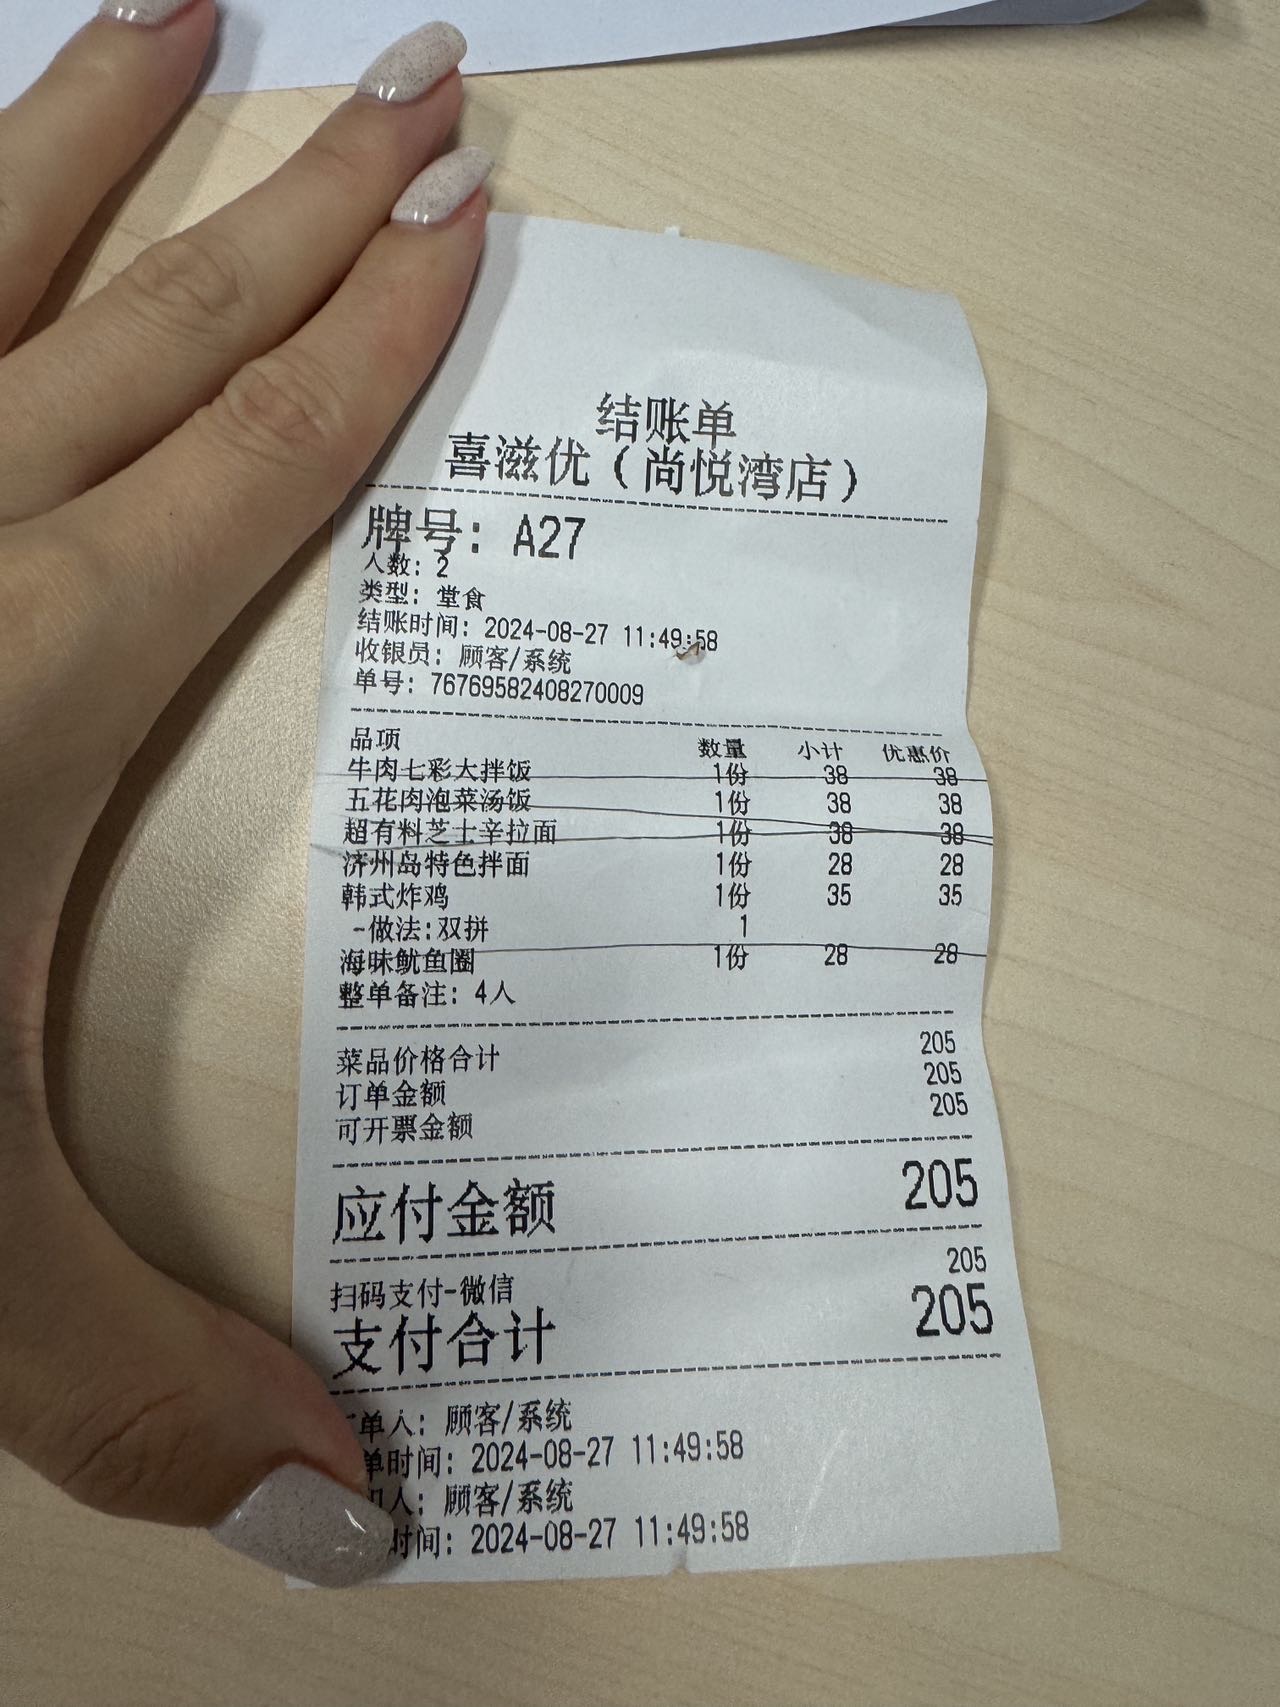 结账单
喜滋优（尚悦湾店）
牌号: A27
人数: 2
类型: 堂食
结账时间: 2024-08-27 11:49:58
收银员: 顾客/系统
单号: 76769582408270009
品项 数量 小计 优惠价
牛肉七彩大拌饭 1份 38 38
五花肉泡菜汤饭 1份 38 38
超有料芝士辛拉面 1份 38 38
济州岛特色拌面 1份 28 28
韩式炸鸡 1份 35 35
-做法:双拼 1
海味鱿鱼圈 1份 28 28
整单备注: 4人
菜品价格合计 205
订单金额 205
可开票金额 205
应付金额 205
扫码支付-微信 205
支付合计 205
单人: 顾客/系统
单时间: 2024-08-27 11:49:58
人: 顾客/系统
时间: 2024-08-27 11:49:58